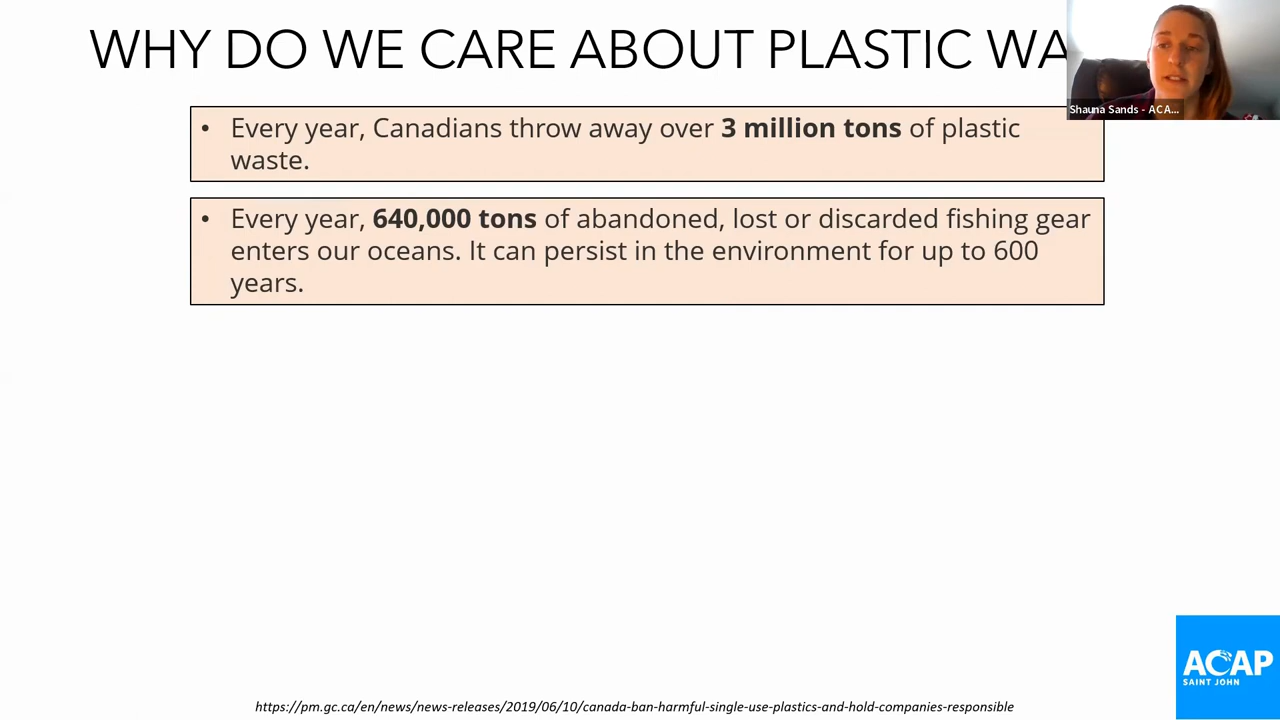 WHY DO WE CARE ABOUT PLASTIC WA
Shauna Sands - ACA...
• Every year, Canadians throw away over 3 million tons of plastic
waste.
• Every year, 640,000 tons of abandoned, lost or discarded fishing gear
enters our oceans. It can persist in the environment for up to 600
years.
ACAP
SAINT JOHN
https://pm.gc.ca/en/news/news-releases/2019/06/10/canada-ban-harmful-single-use-plastics-and-hold-companies-responsible